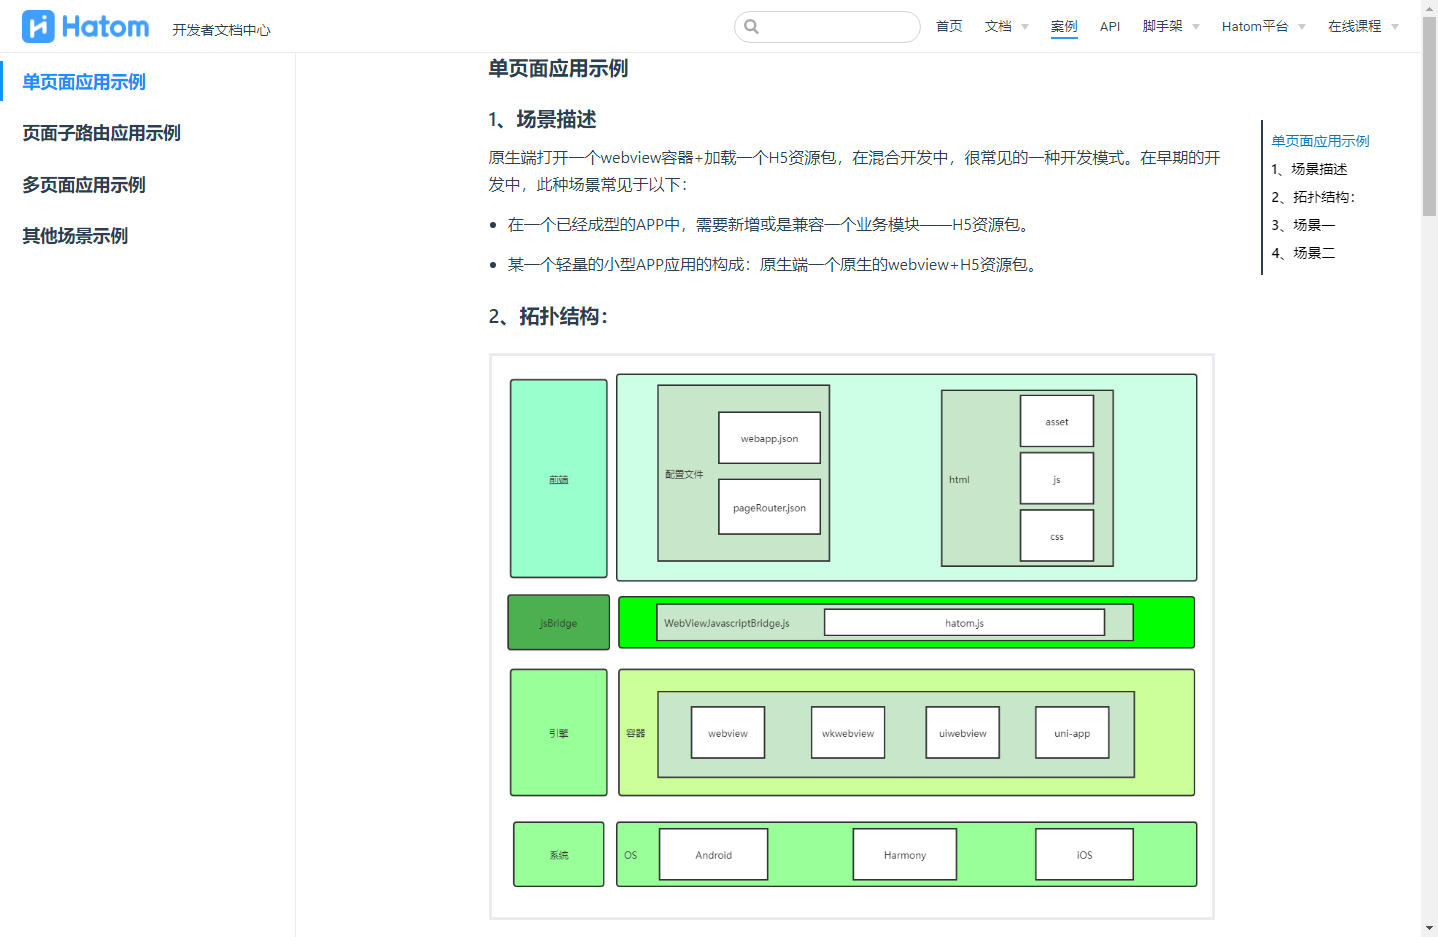 Hatom
开发者文档中心
首页
文档
案例
API
脚手架
Hatom平台
在线课程
单页面应用示例
页面子路由应用示例
多页面应用示例
其他场景示例
单页面应用示例
1、场景描述
原生端打开一个webview容器+加载一个H5资源包，在混合开发中，很常见的一种开发模式。在早期的开
发中，此种场景常见于以下：
在一个已经成型的APP中，需要新增或是兼容一个业务模块——H5资源包。
某一个轻量的小型APP应用的构成：原生端一个原生的webview+H5资源包。
2、拓扑结构：
前端
配置文件
webapp.json
pageRouter.json
html
asset
js
css
jsBridge
WebViewJavascriptBridge.js
hatom.js
引擎
容器
webview
wkwebview
uiwebview
uni-app
系统
OS
Android
Harmony
iOS
单页面应用示例
1、场景描述
2、拓扑结构：
3、场景一
4、场景二